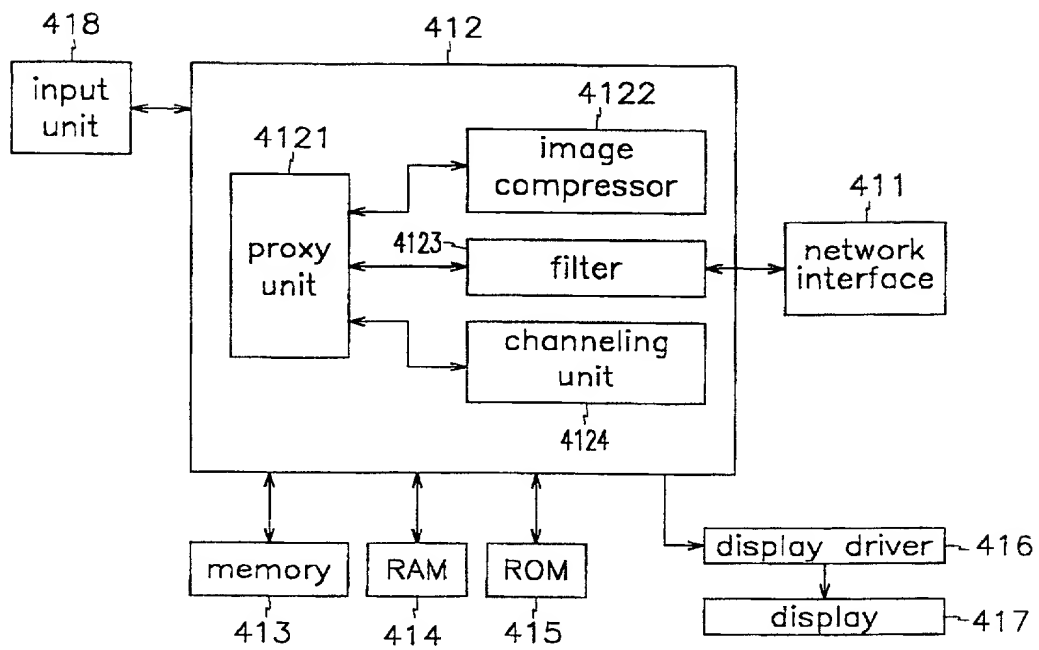 418
412
input
unit
4122
4121
image
compressor
411
proxy
unit
4123
filter
network
interface
channeling
unit
4124
memory
RAM
ROM
display driver
416
413
414
415
display
417